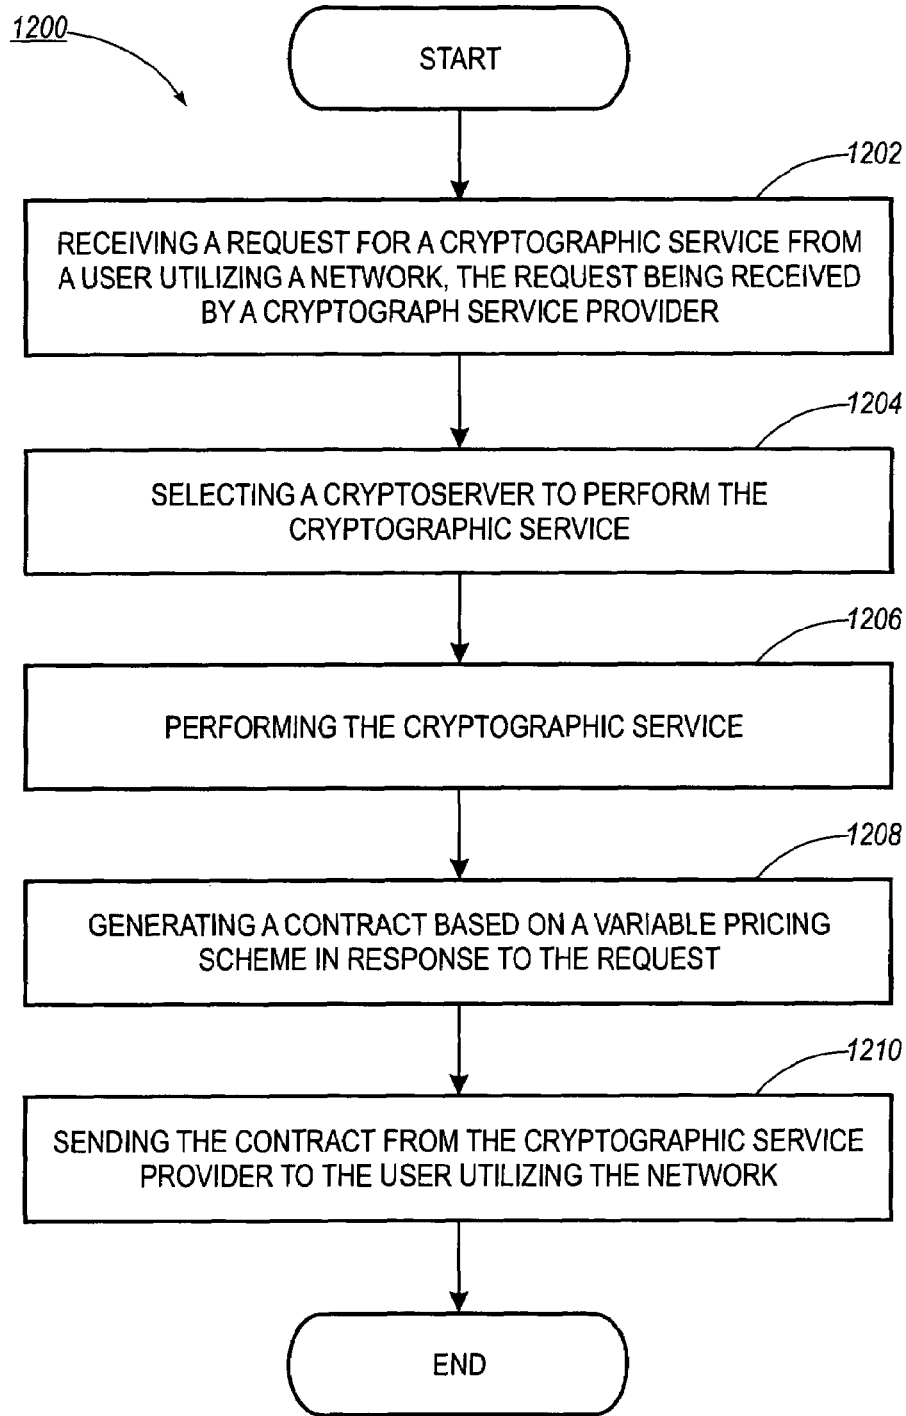 1200
START
1202
RECEIVING A REQUEST FOR A CRYPTOGRAPHIC SERVICE FROM
A USER UTILIZING A NETWORK, THE REQUEST BEING RECEIVED
BY A CRYPTOGRAPH SERVICE PROVIDER
1204
SELECTING A CRYPTOSERVER TO PERFORM THE
CRYPTOGRAPHIC SERVICE
1206
PERFORMING THE CRYPTOGRAPHIC SERVICE
1208
GENERATING A CONTRACT BASED ON A VARIABLE PRICING
SCHEME IN RESPONSE TO THE REQUEST
1210
SENDING THE CONTRACT FROM THE CRYPTOGRAPHIC SERVICE
PROVIDER TO THE USER UTILIZING THE NETWORK
END